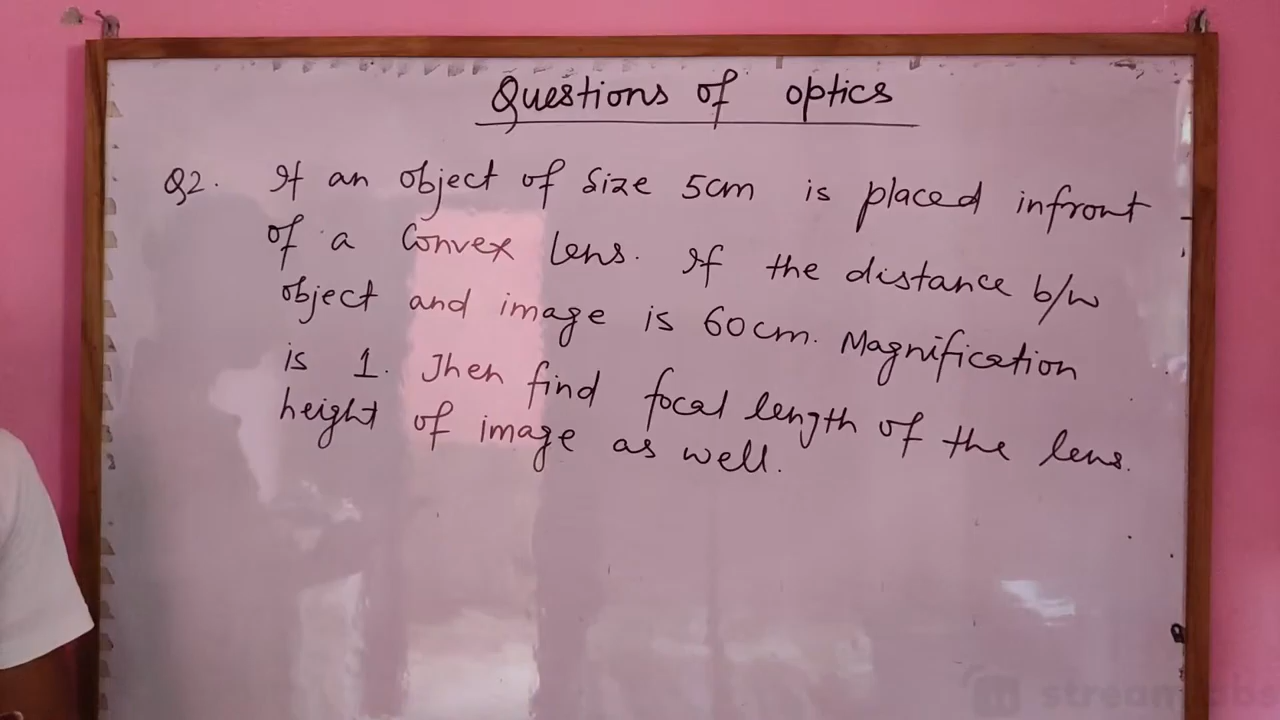 Questions of optics
Q2. If an object of size 5cm is placed infront
of a Convex lens. If the distance b/w
object and image is 60cm. Magnification
is 1. Then find focal length of the lens.
height of image as well.
streamlabs